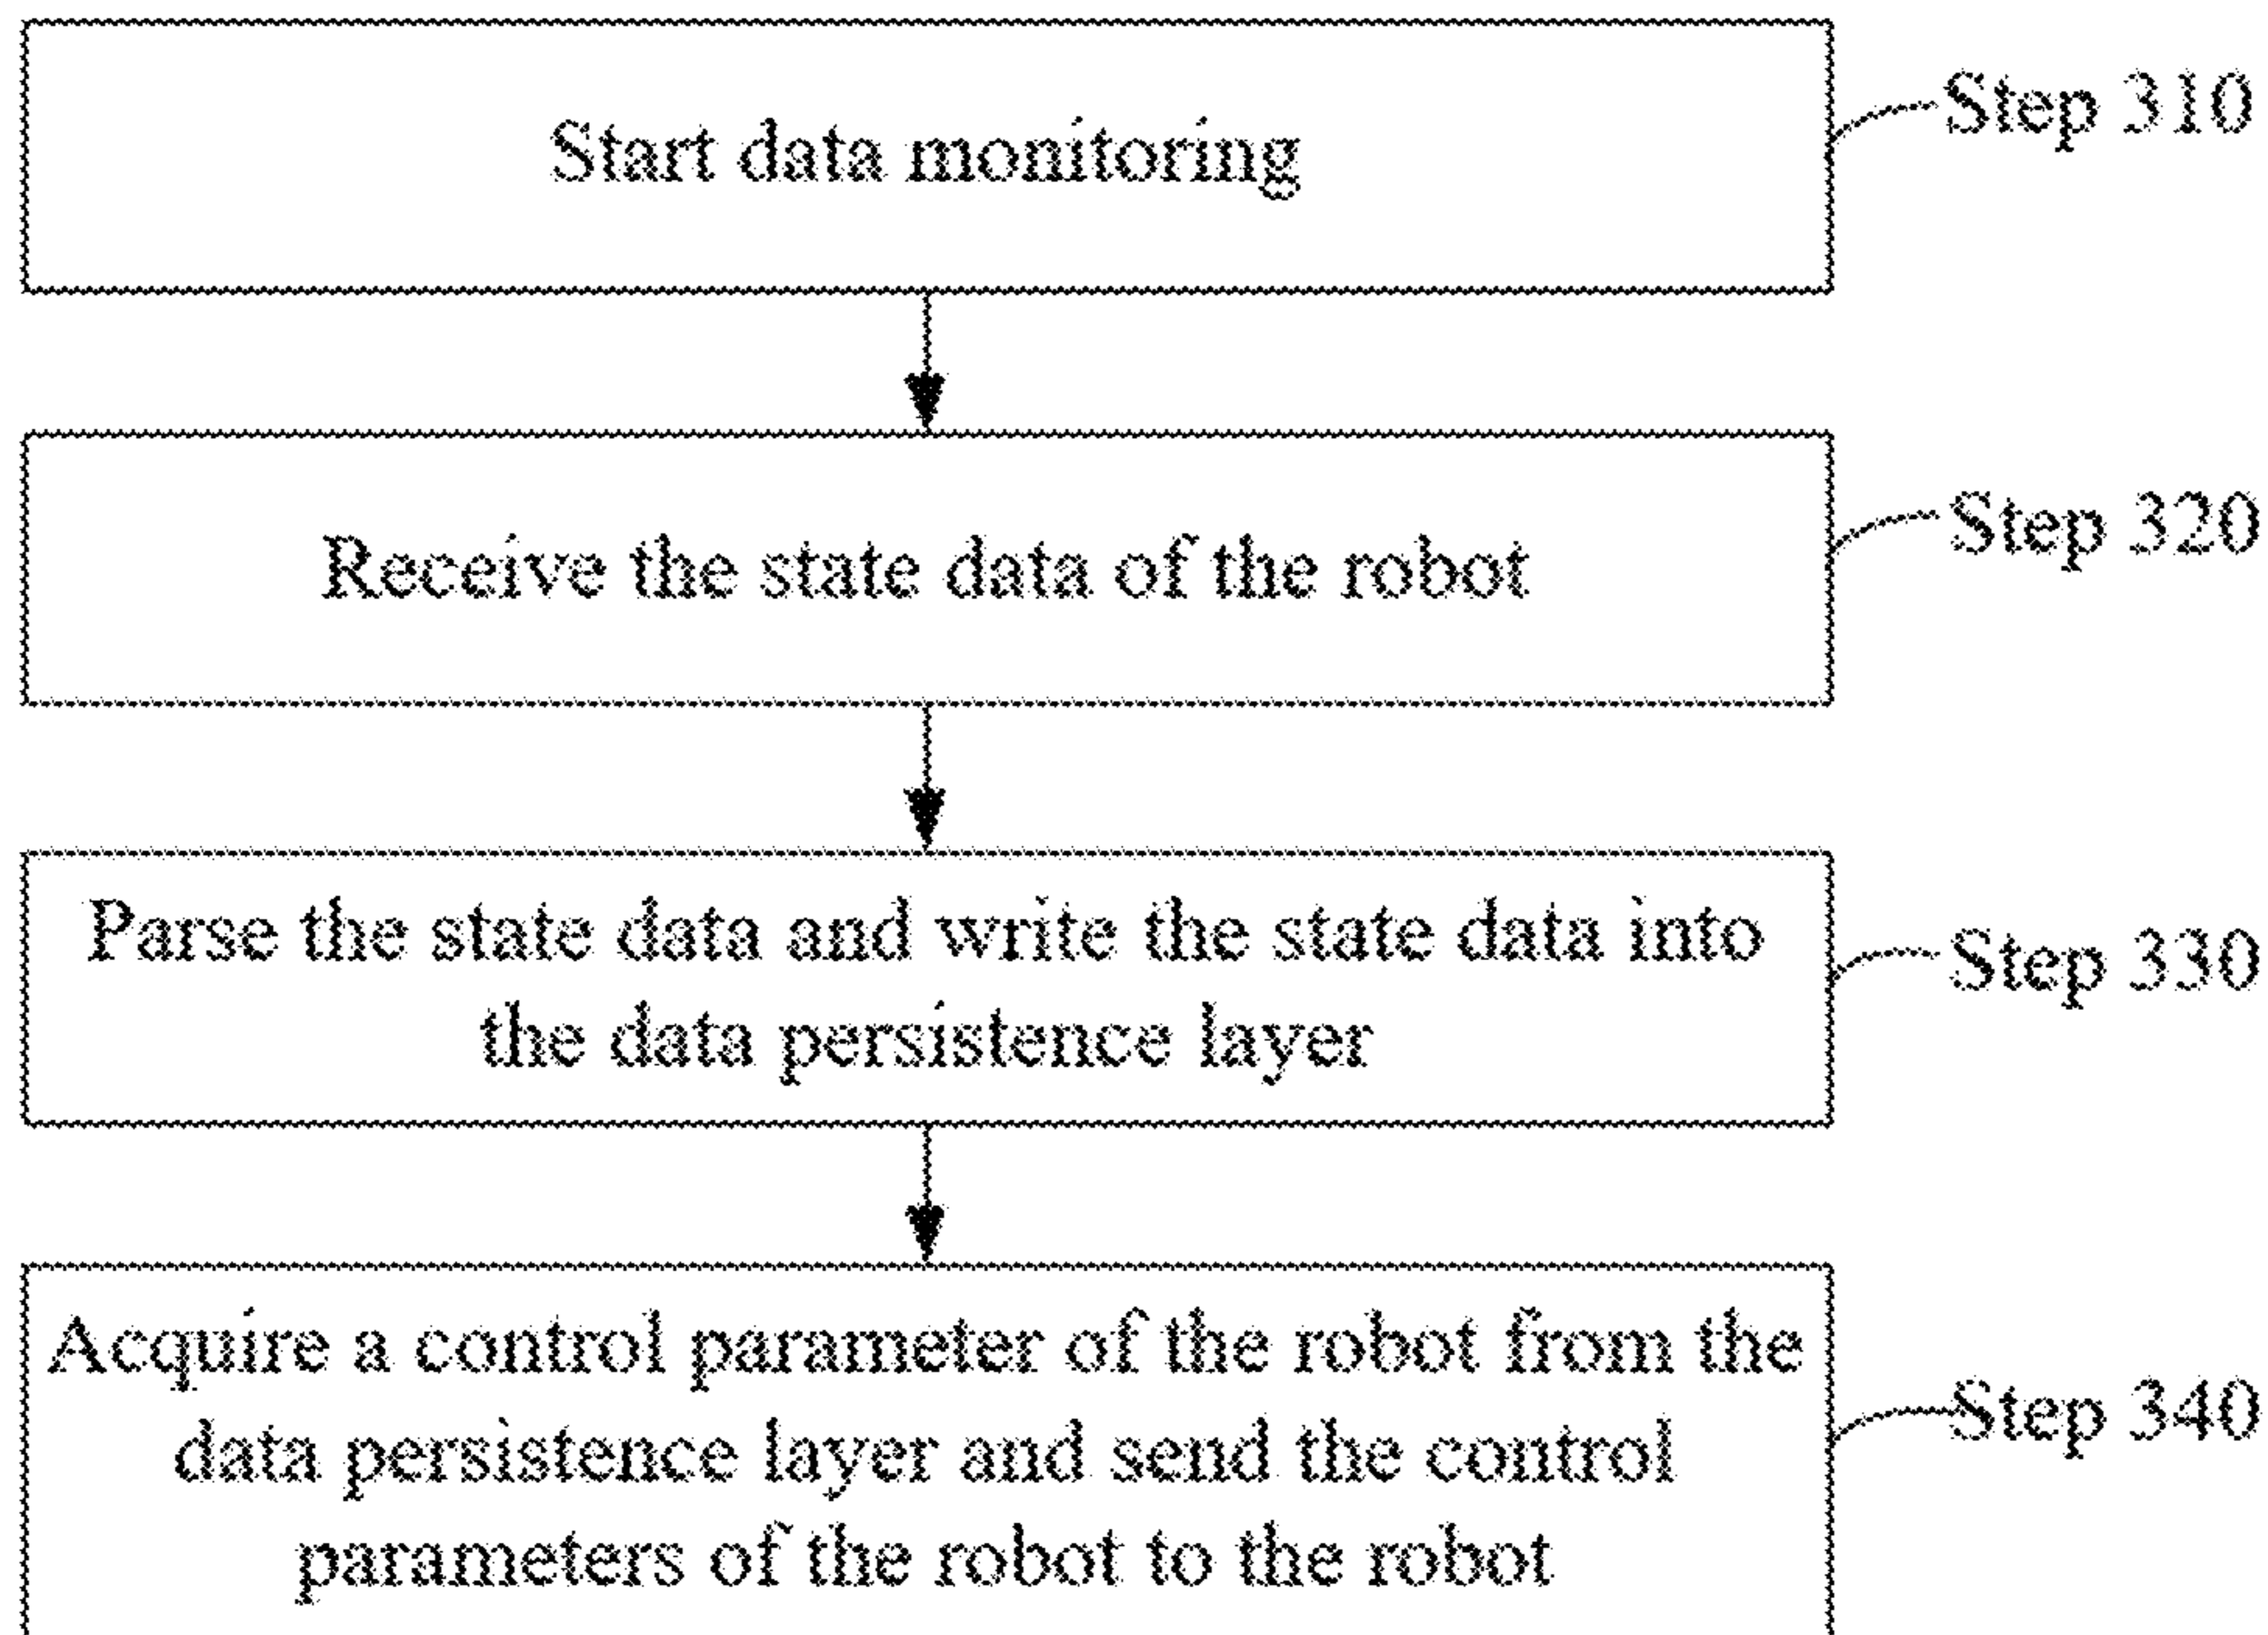 Start data monitoring
Step 310
Receive the state data of the robot
Step 320
Parse the state data and write the state data into
the data persistence layer
Step 330
Acquire a control parameter of the robot from the
data persistence layer and send the control
parameters of the robot to the robot
Step 340